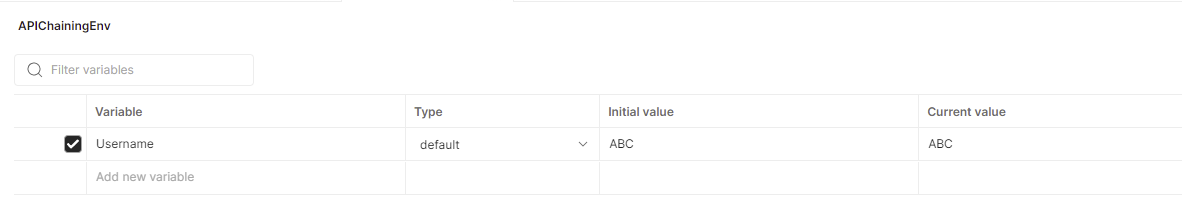 APIChainingEnv
Filter variables
Variable Type Initial value Current value
Username default ABC ABC
Add new variable